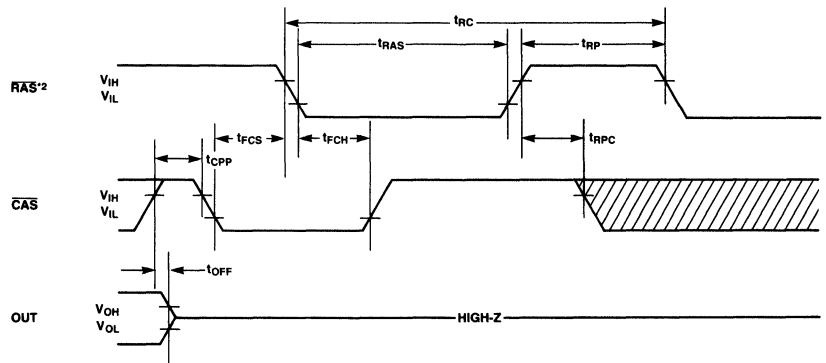 tRC
tRAS
tRP
RAS*2
VIH
VIL
tFCS
tFCH
tRPC
tCPP
CAS
VIH
VIL
tOFF
OUT
VOH
VOL
HIGH-Z